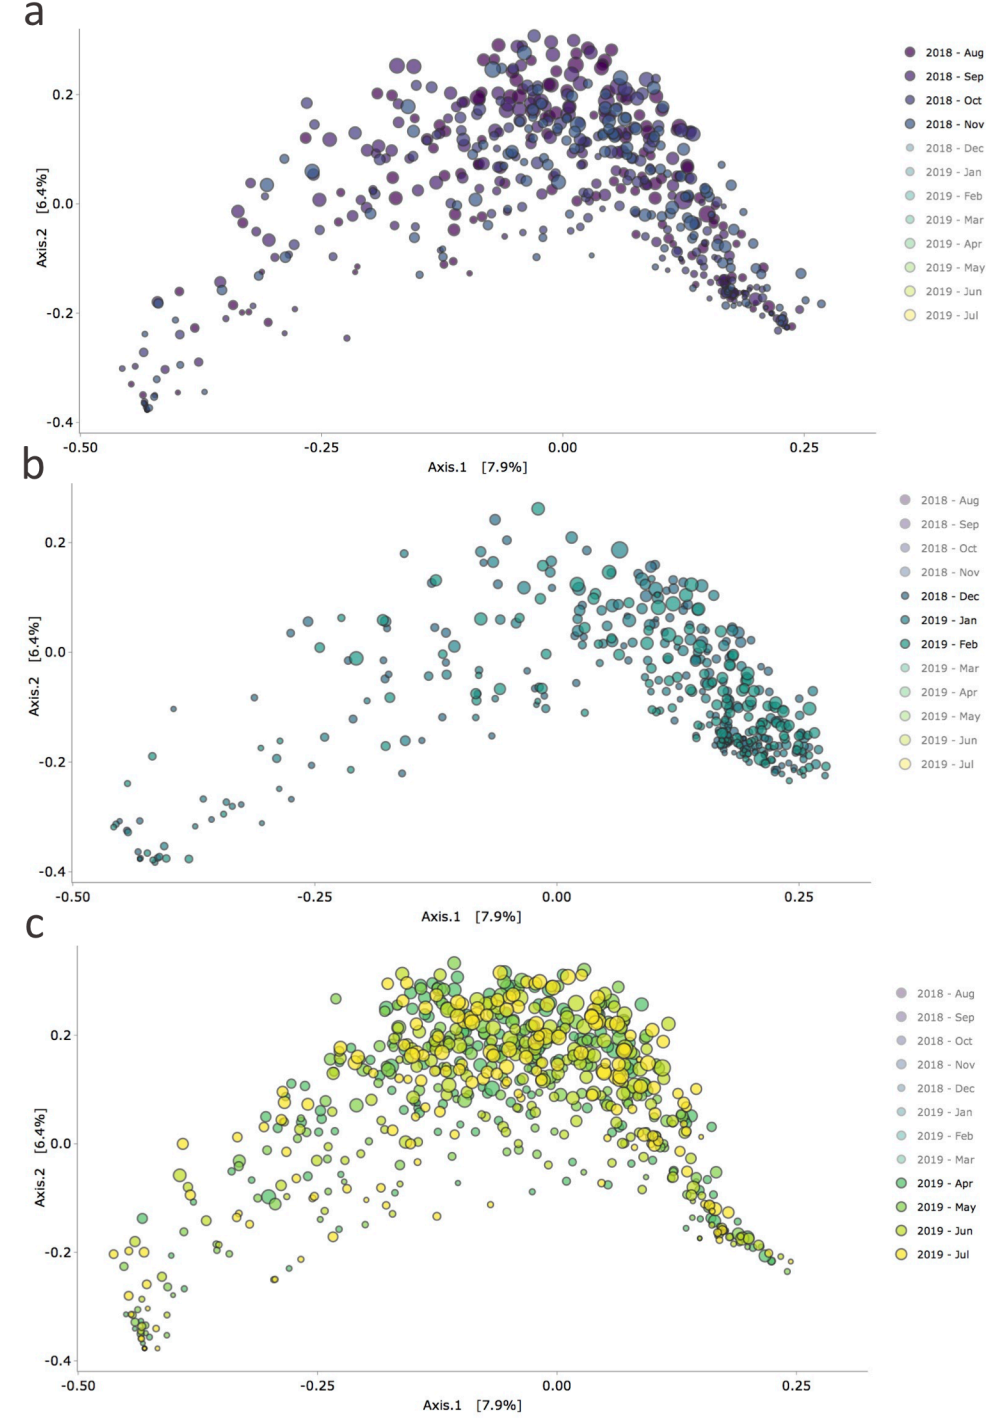 a
0.2
0.0
-0.2
-0.4
Axis.2 [6.4%]
-0.50 -0.25 0.00 0.25
Axis.1 [7.9%]
2018 - Aug
2018 - Sep
2018 - Oct
2018 - Nov
2018 - Dec
2019 - Jan
2019 - Feb
2019 - Mar
2019 - Apr
2019 - May
2019 - Jun
2019 - Jul
b
0.2
0.0
-0.2
-0.4
Axis.2 [6.4%]
-0.50 -0.25 0.00 0.25
Axis.1 [7.9%]
2018 - Aug
2018 - Sep
2018 - Oct
2018 - Nov
2018 - Dec
2019 - Jan
2019 - Feb
2019 - Mar
2019 - Apr
2019 - May
2019 - Jun
2019 - Jul
c
0.2
0.0
-0.2
-0.4
Axis.2 [6.4%]
-0.50 -0.25 0.00 0.25
Axis.1 [7.9%]
2018 - Aug
2018 - Sep
2018 - Oct
2018 - Nov
2018 - Dec
2019 - Jan
2019 - Feb
2019 - Mar
2019 - Apr
2019 - May
2019 - Jun
2019 - Jul